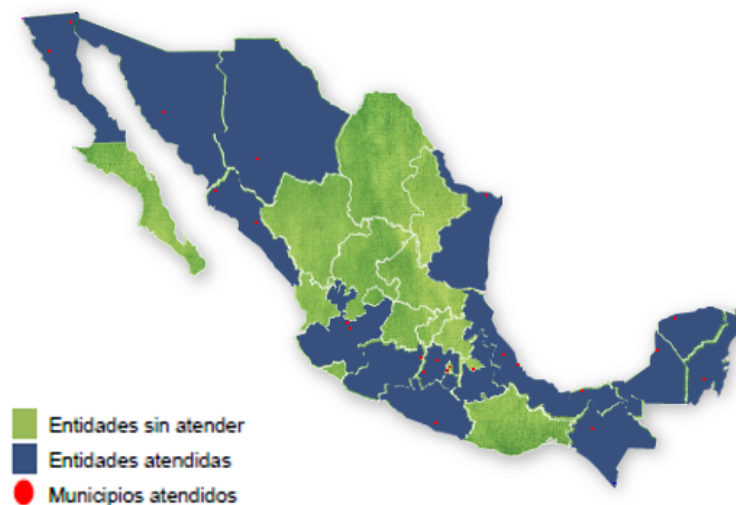 Entidades sin atender
Entidades atendidas
Municipios atendidos